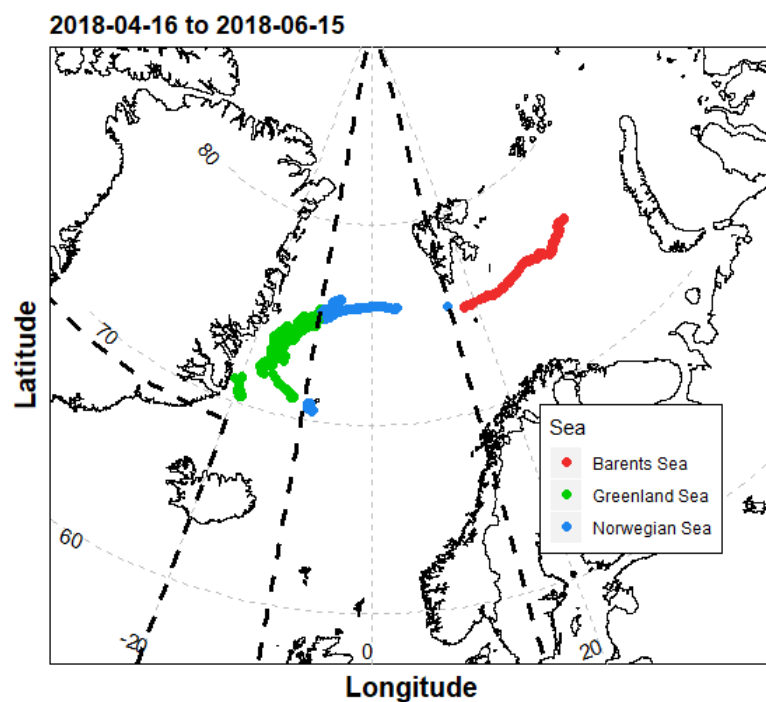 2018-04-16 to 2018-06-15
80
70
60
-20
0
20
Latitude
Longitude
Sea
Barents Sea
Greenland Sea
Norwegian Sea